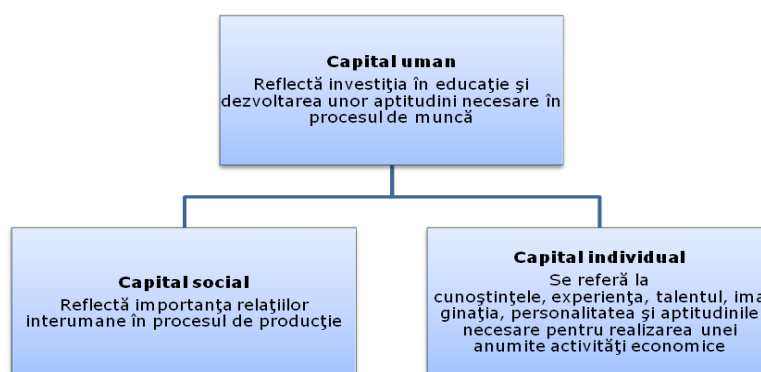 Capital uman
Reflectă investiţia în educaţie şi
dezvoltarea unor aptitudini necesare în
procesul de muncă
Capital social
Reflectă importanţa relaţiilor
interumane în procesul de producţie
Capital individual
Se referă la
cunoştinţele, experienţa, talentul, ima
ginaţia, personalitatea şi aptitudinile
necesare pentru realizarea unei
anumite activităţi economice